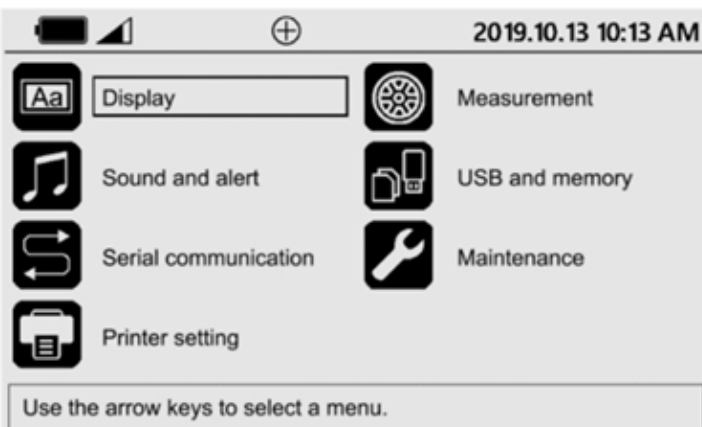 2019.10.13 10:13 AM
Aa Display
Measurement
Sound and alert
USB and memory
Serial communication
Maintenance
Printer setting
Use the arrow keys to select a menu.